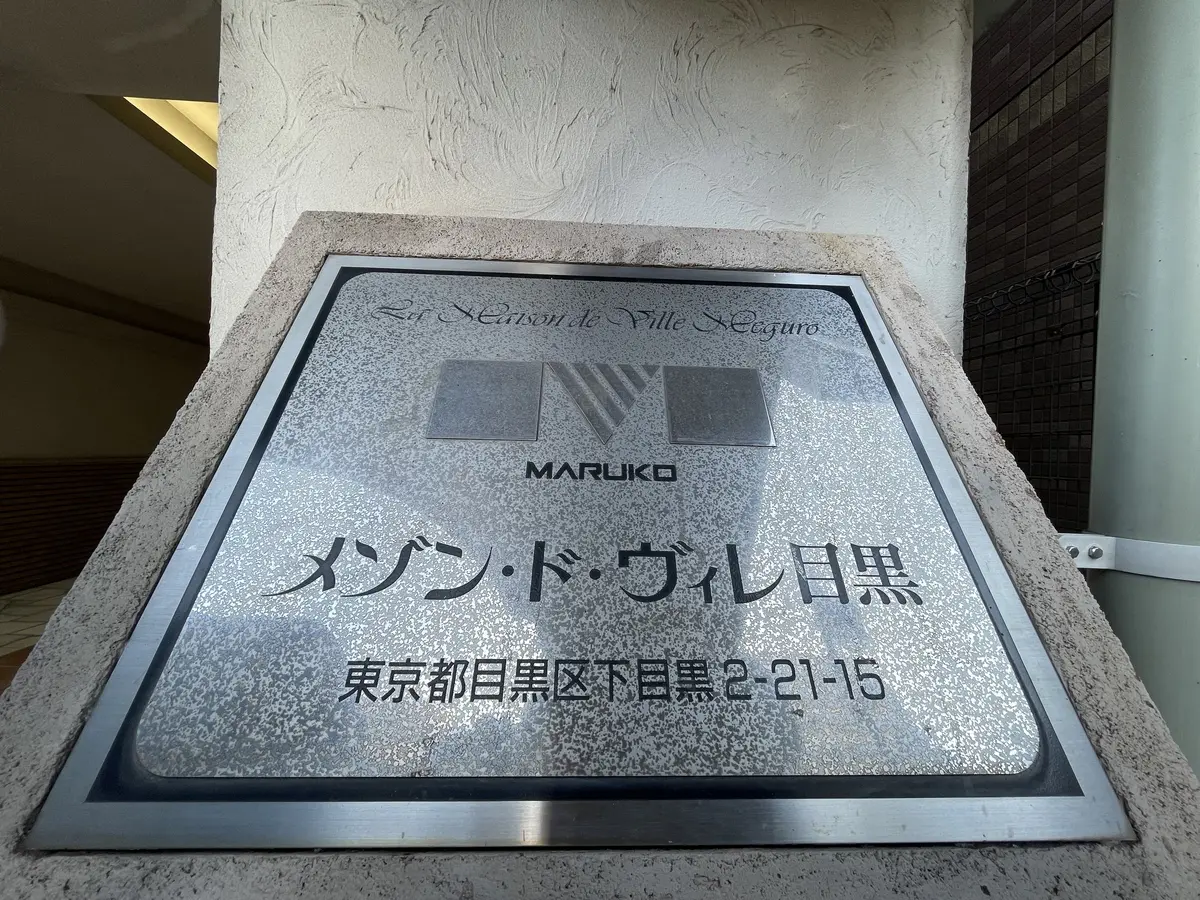 La Maison de Ville Meguro
MARUKO
メゾン・ド・ヴィレ目黒
東京都目黒区下目黒2-21-15